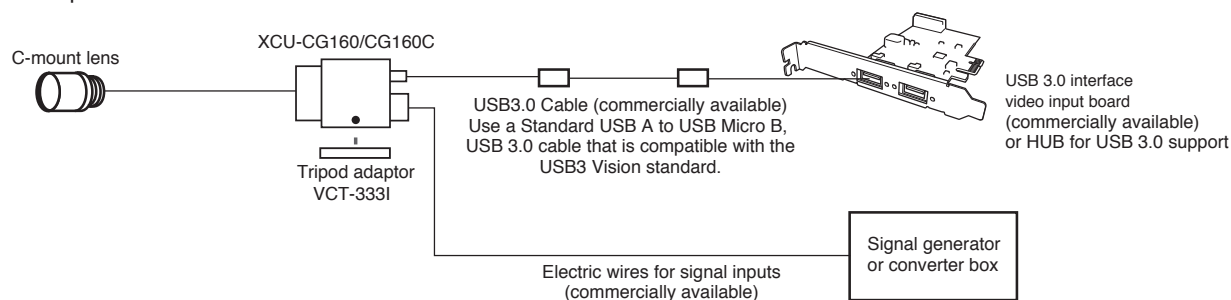 XCU-CG160/CG160C
C-mount lens
USB 3.0 interface
video input board
(commercially available)
or HUB for USB 3.0 support
USB3.0 Cable (commercially available)
Use a Standard USB A to USB Micro B,
USB 3.0 cable that is compatible with the
USB3 Vision standard.
Tripod adaptor
VCT-333I
Signal generator
or converter box
Electric wires for signal inputs
(commercially available)